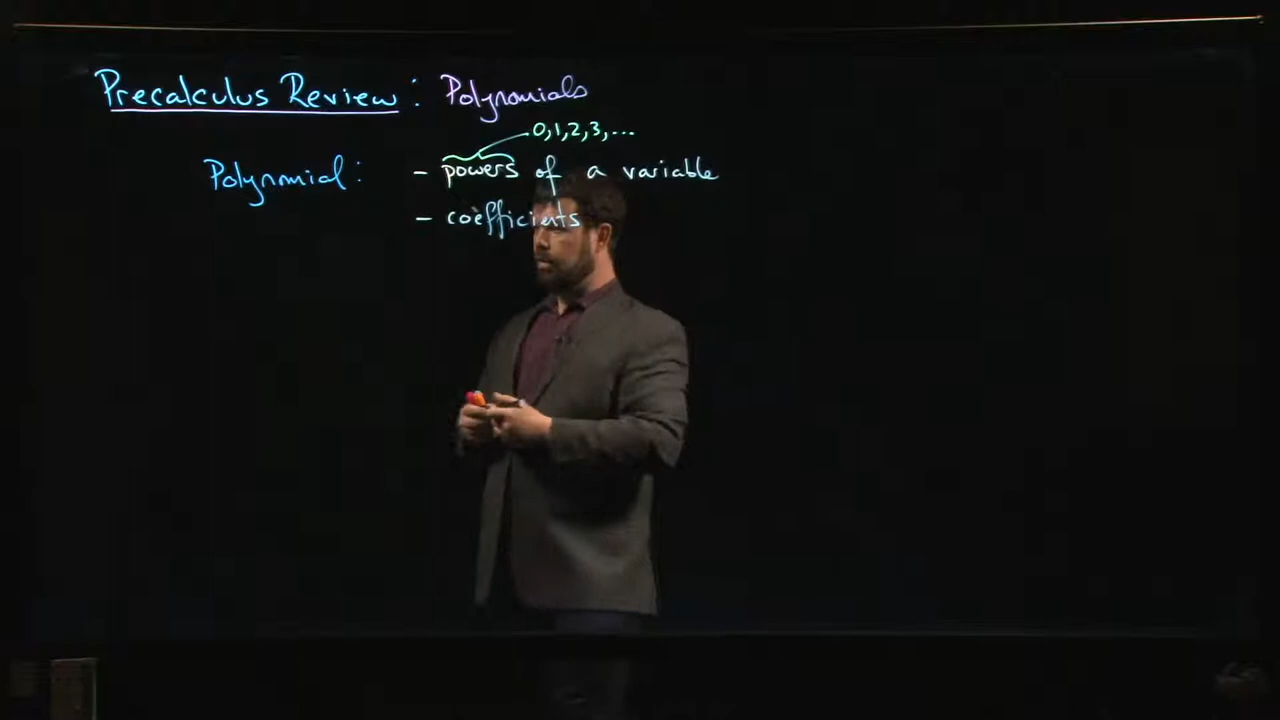 Precalculus Review: Polynomials
0,1,2,3,...
Polynomial: - powers of a variable
- coefficients